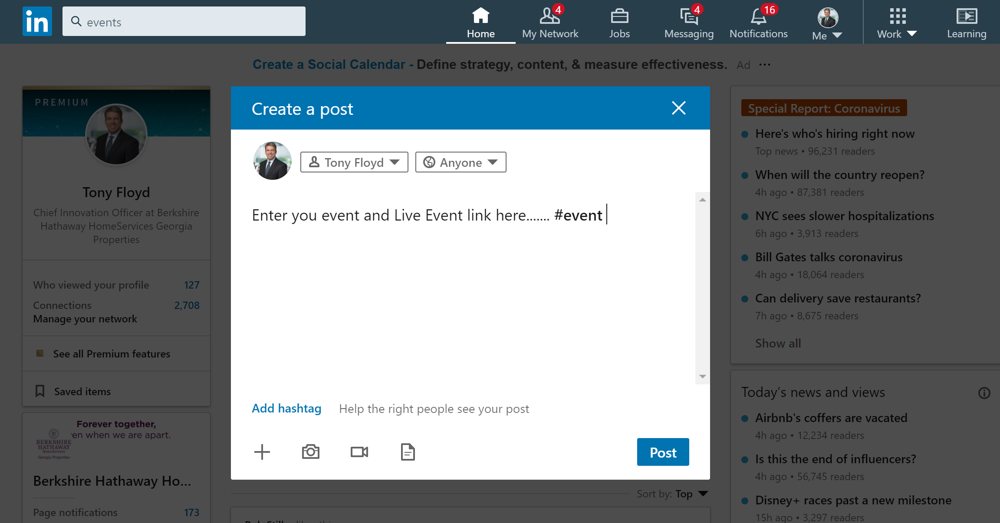 in
events
4
4
16
Home
My Network
Jobs
Messaging
Notifications
Me
Work
Learning
Create a Social Calendar - Define strategy, content, & measure effectiveness. Ad ...
PREMIUM
Tony Floyd
Chief Innovation Officer at Berkshire
Hathaway HomeServices Georgia
Properties
Who viewed your profile 127
Connections 2,708
Manage your network
See all Premium features
Saved items
Forever together,
en when we are apart.
BERKSHIRE
HATHAWAY
HomeServices
Georgia Properties
Berkshire Hathaway Ho...
Page notifications 173
Create a post
Tony Floyd
Anyone
Enter you event and Live Event link here....... #event
Add hashtag Help the right people see your post
Post
Sort by: Top
Special Report: Coronavirus
Here's who's hiring right now
Top news • 96,231 readers
When will the country reopen?
4h ago • 87,381 readers
NYC sees slower hospitalizations
6h ago • 3,913 readers
Bill Gates talks coronavirus
4h ago • 18,064 readers
Can delivery save restaurants?
7h ago • 8,675 readers
Show all
Today's news and views
Airbnb's coffers are vacated
4h ago • 12,234 readers
Is this the end of influencers?
4h ago • 56,745 readers
Disney+ races past a new milestone
15h ago • 3,297 readers